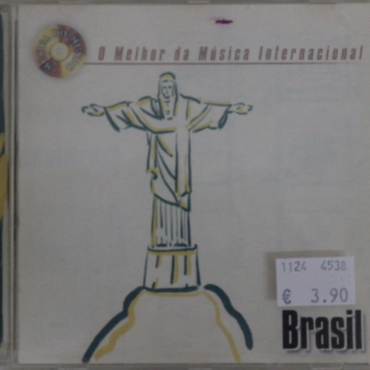 O Melhor da Música Internacional
1124 4538
€ 3.90
Brasil